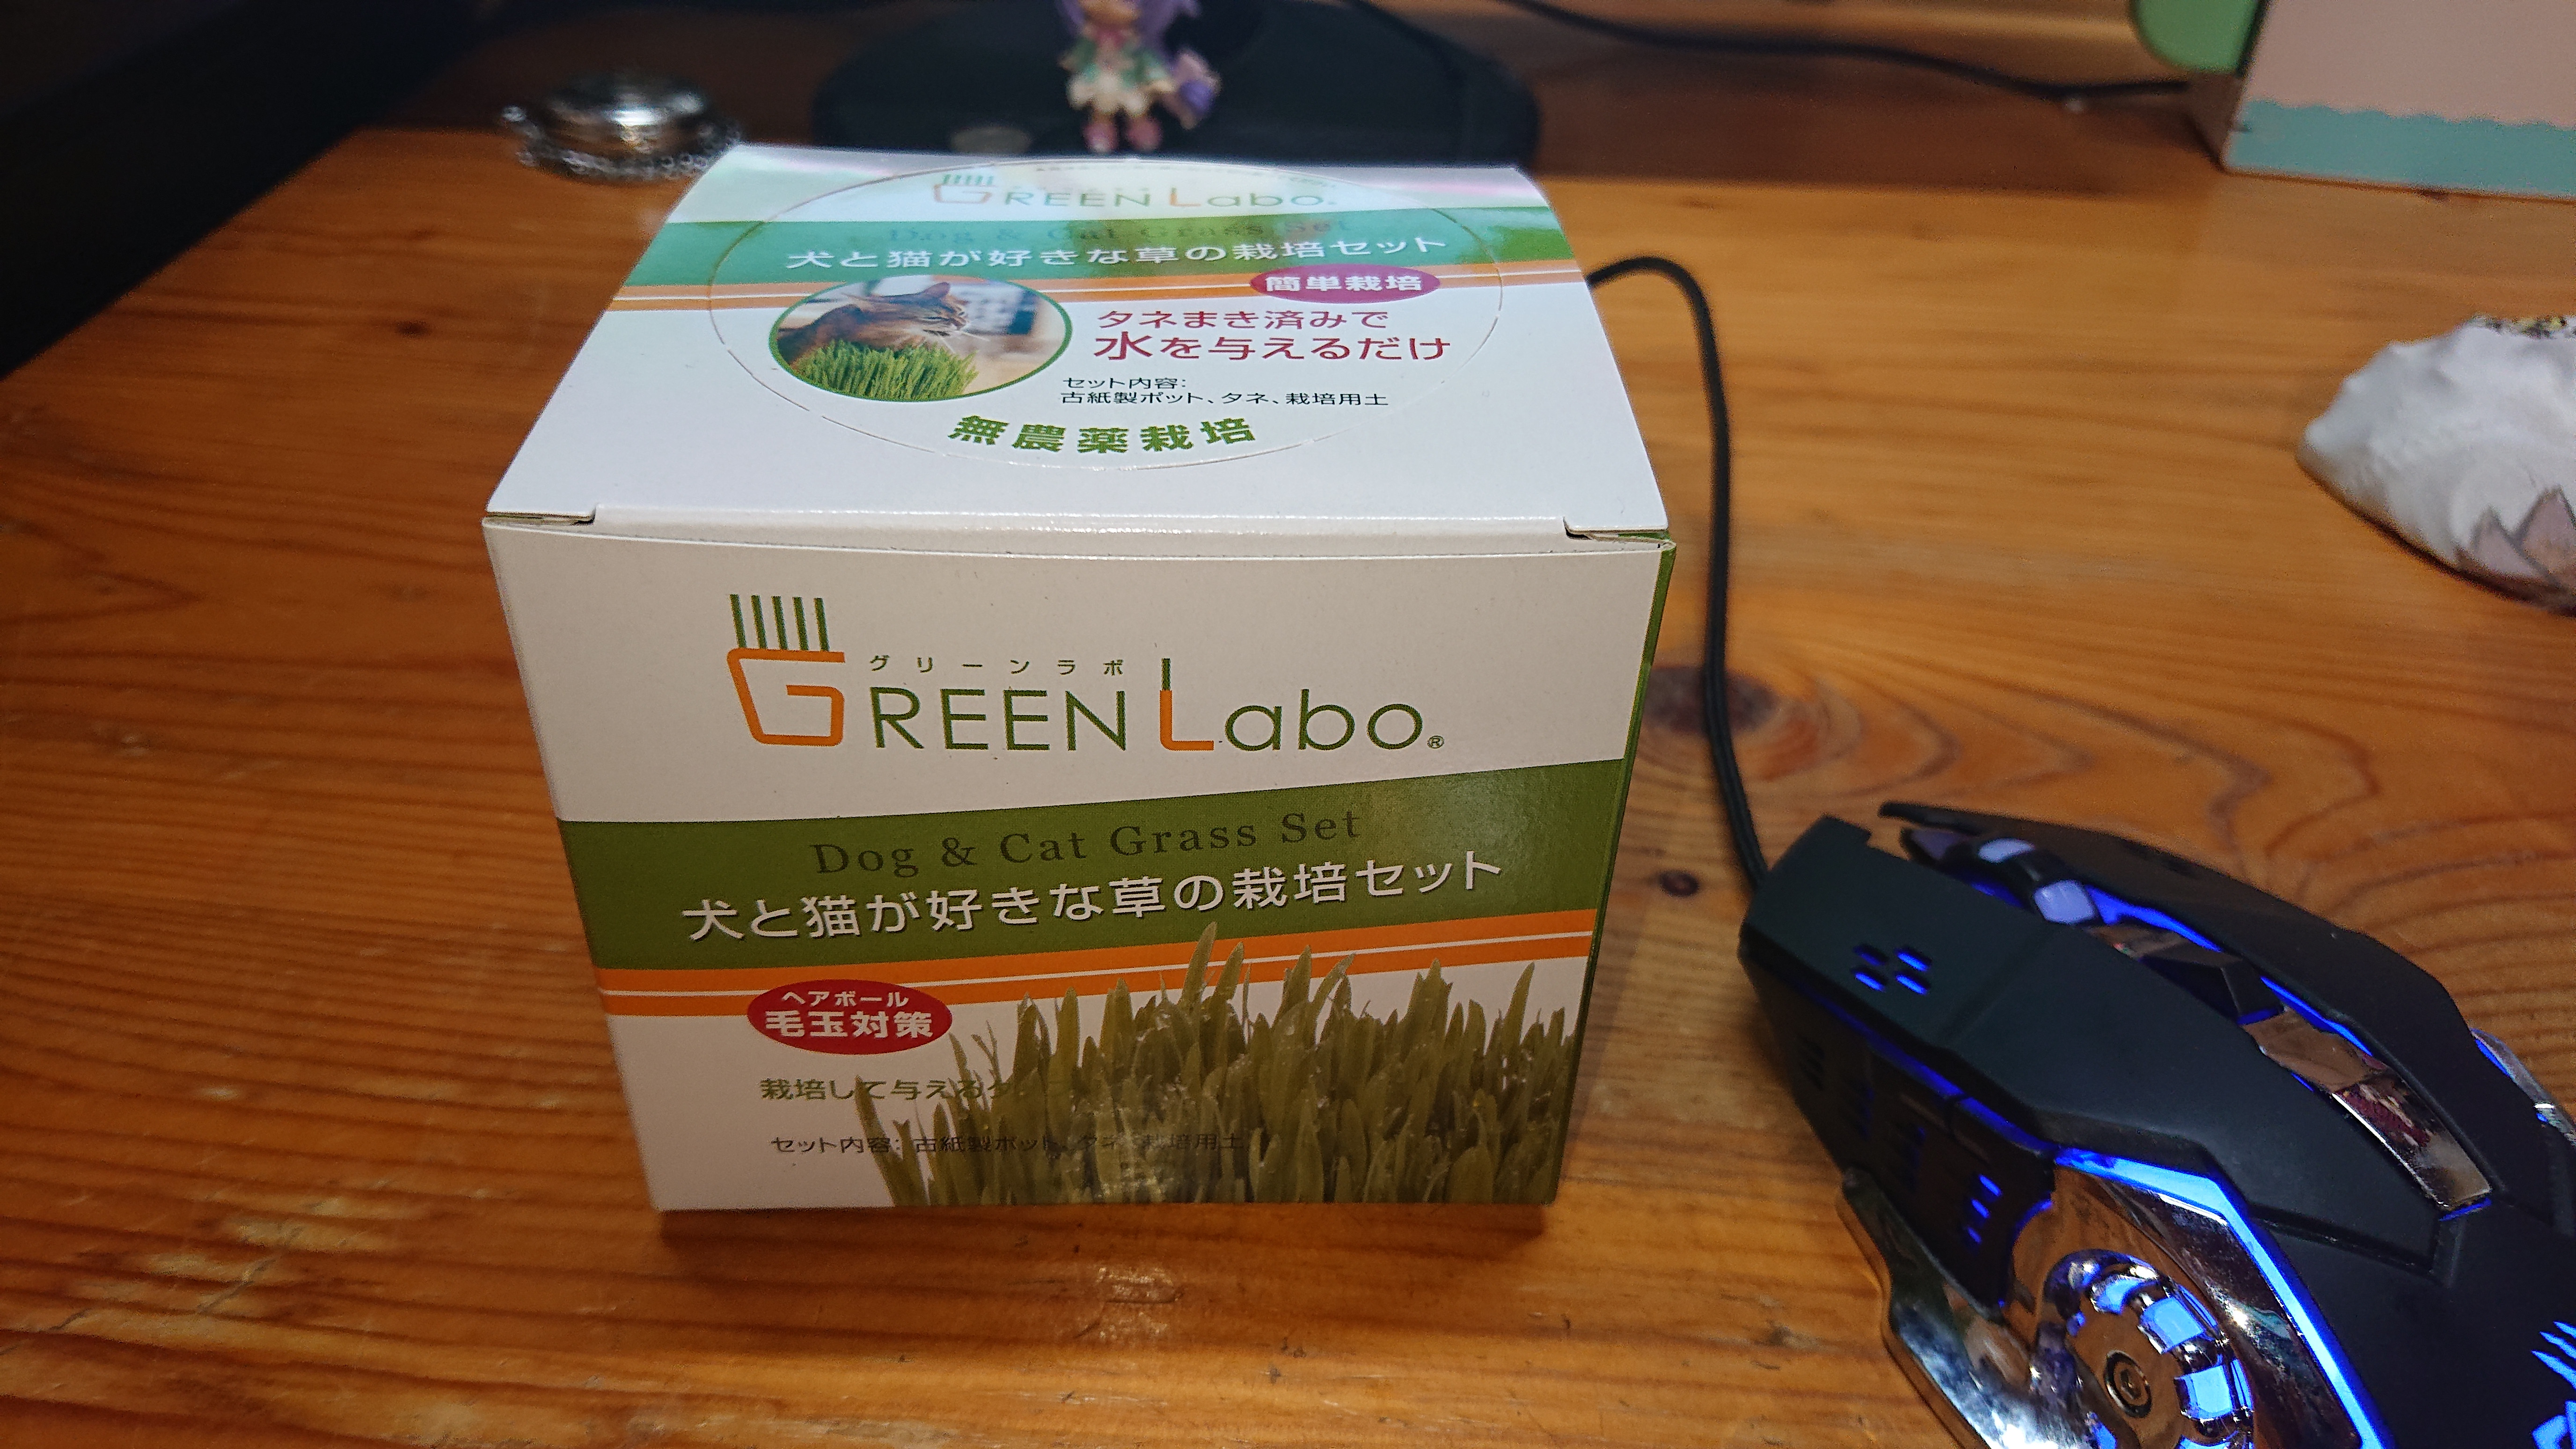 GREEN Labo.
Dog & Cat Grass Set
犬と猫が好きな草の栽培セット
簡単栽培
タネまき済みで
水を与えるだけ
セット内容:
古紙製ポット、タネ、栽培用土
無農薬栽培
グリーンラボ
GREEN Labo®
Dog & Cat Grass Set
犬と猫が好きな草の栽培セット
ヘアボール
毛玉対策
栽培して与えるタイプ
セット内容: 古紙製ポット、タネ、栽培用土